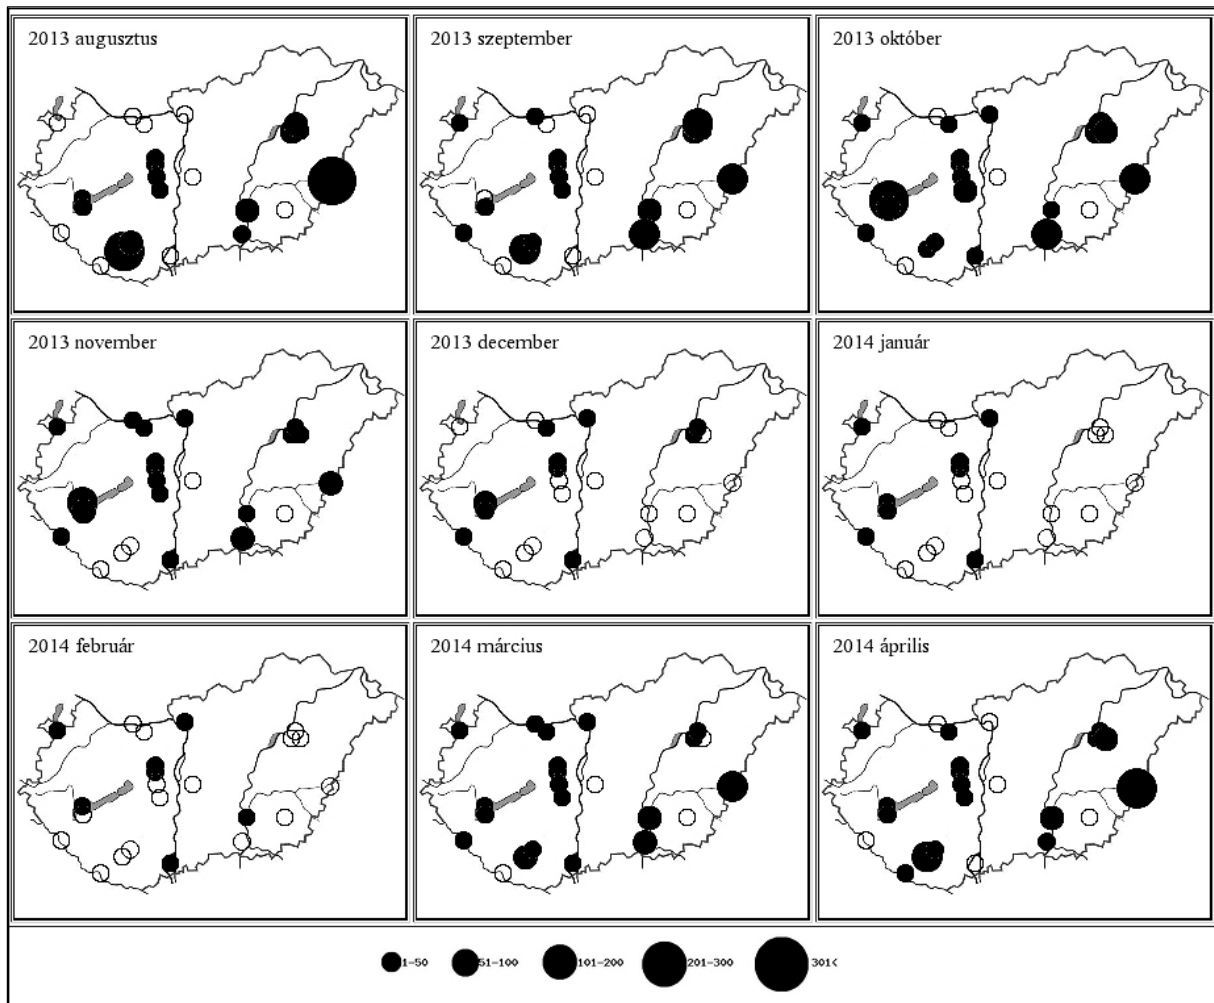 2013 augusztus
2013 szeptember
2013 október
2013 november
2013 december
2014 január
2014 február
2014 március
2014 április
1-50
51-100
101-200
201-300
301<